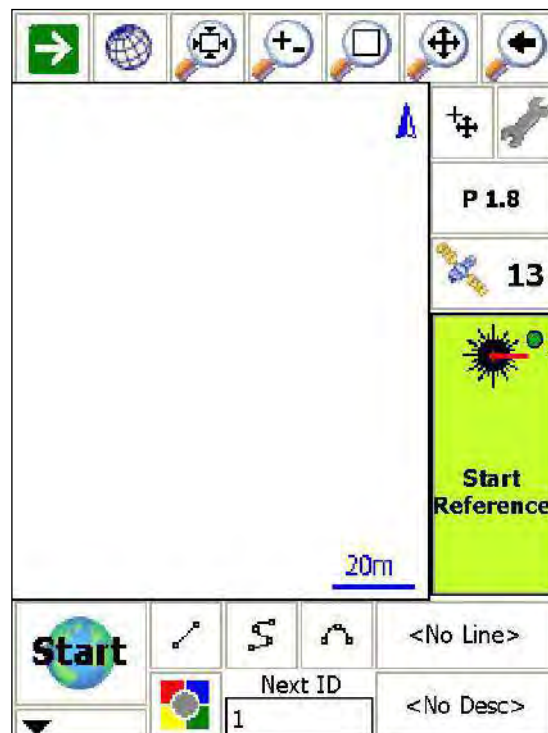 P 1.8
13
Start
Reference
20m
Start
<No Line>
Next ID
1
<No Desc>